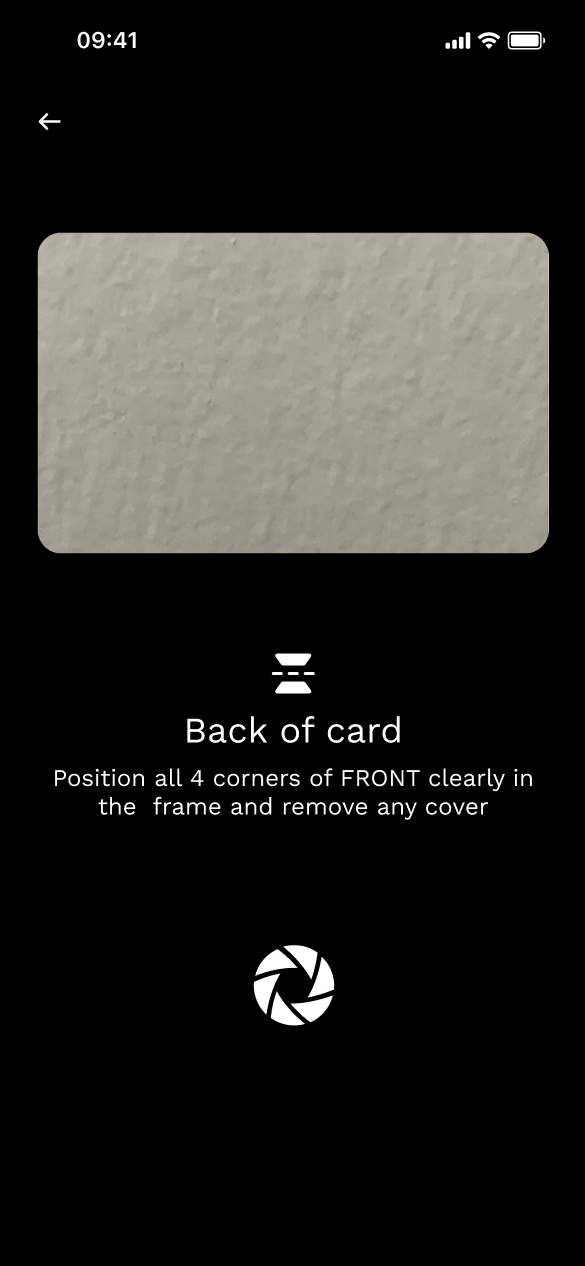 09:41
Back of card
Position all 4 corners of FRONT clearly in
the  frame and remove any cover